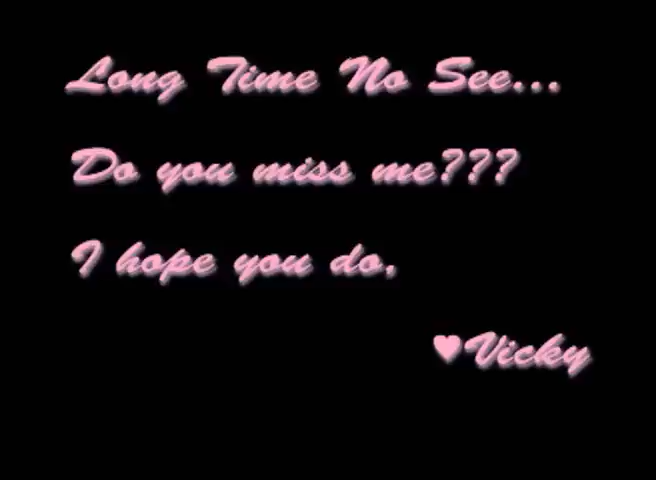 Long Time No See...
Do you miss me???
I hope you do,
♥Vicky